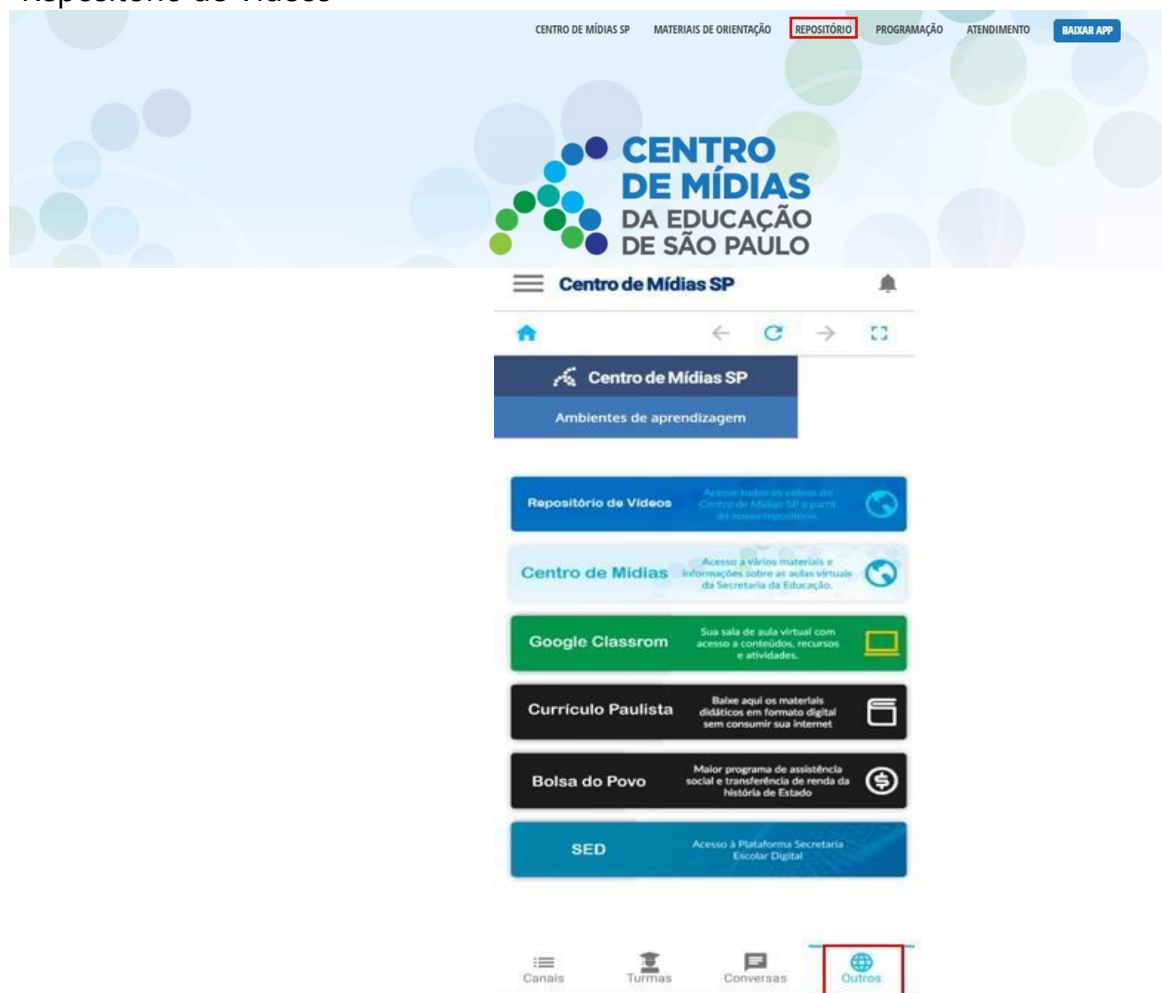 Repositório de Vídeos
CENTRO DE MÍDIAS SP MATERIAIS DE ORIENTAÇÃO REPOSITÓRIO PROGRAMAÇÃO ATENDIMENTO BAIXAR APP
CENTRO
DE MÍDIAS
DA EDUCAÇÃO
DE SÃO PAULO
Centro de Mídias SP
Centro de Mídias SP
Ambientes de aprendizagem
Repositório de Vídeos
Acesse todos os vídeos do
Centro de Mídias SP a partir
do nosso repositório.
Centro de Mídias
Acesso a vários materiais e
informações sobre as aulas virtuais
da Secretaria da Educação.
Google Classrom
Sua sala de aula virtual com
acesso a conteúdos, recursos
e atividades.
Currículo Paulista
Baixe aqui os materiais
didáticos em formato digital
sem consumir sua internet
Bolsa do Povo
Maior programa de assistência
social e transferência de renda da
história de Estado
SED
Acesso à Plataforma Secretaria
Escolar Digital
Canais Turmas Conversas Outros